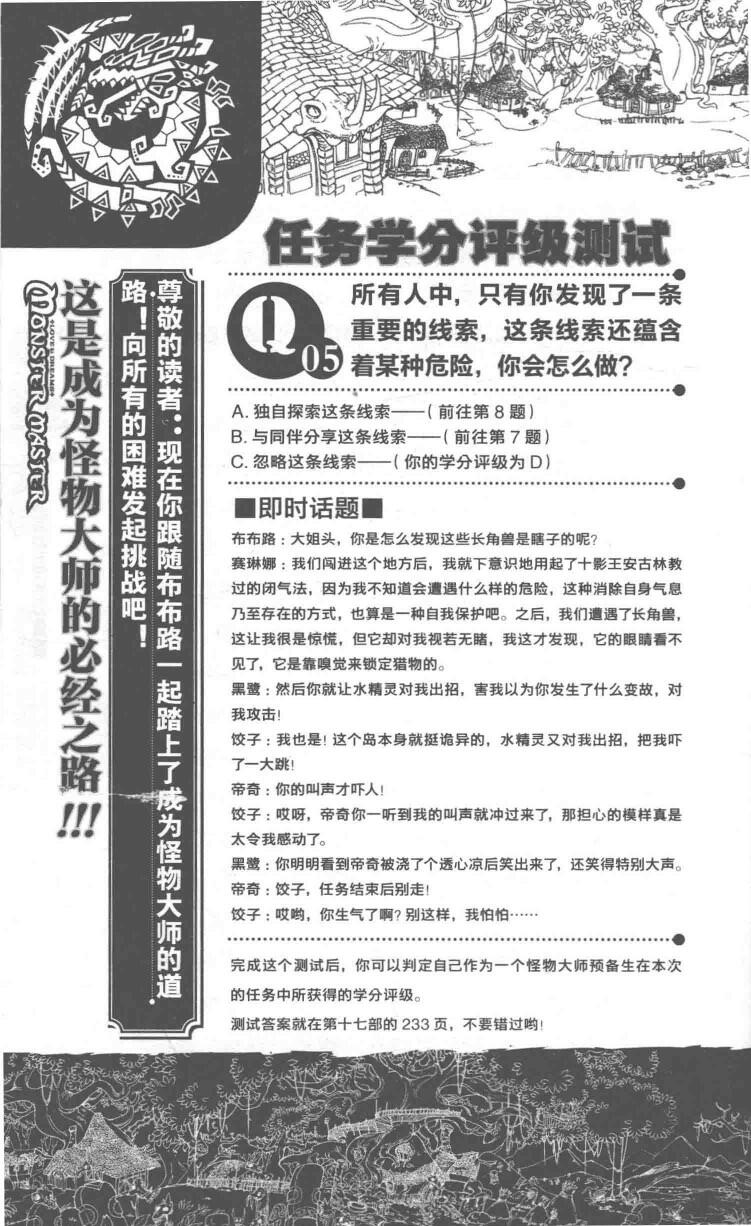 任务学分评级测试
Q05
所有人中，只有你发现了一条
重要的线索，这条线索还蕴含
着某种危险，你会怎么做？
A. 独自探索这条线索——（前往第 8 题）
B. 与同伴分享这条线索——（前往第 7 题）
C. 忽略这条线索——（你的学分评级为 D）
■即时话题■
布布路：大姐头，你是怎么发现这些长角兽是瞎子的呢？
赛琳娜：我们闯进这个地方后，我就下意识地用起了十影王安古林教
过的闭气法，因为我不知道会遭遇什么样的危险，这种消除自身气息
乃至存在的方式，也算是一种自我保护吧。之后，我们遭遇了长角兽，
这让我很是惊慌，但它却对我视若无睹，我这才发现，它的眼睛看不
见了，它是靠嗅觉来锁定猎物的。
黑鹭：然后你就让水精灵对我出招，害我以为你发生了什么变故，对
我攻击！
饺子：我也是！这个岛本身就挺诡异的，水精灵又对我出招，把我吓
了一大跳！
帝奇：你的叫声才吓人！
饺子：哎呀，帝奇你一听到我的叫声就冲过来了，那担心的模样真是
太令我感动了。
黑鹭：你明明看到帝奇被浇了个透心凉后笑出来了，还笑得特别大声。
帝奇：饺子，任务结束后别走！
饺子：哎哟，你生气了啊？别这样，我怕怕……
完成这个测试后，你可以判定自己作为一个怪物大师预备生在本次
的任务中所获得的学分评级。
测试答案就在第十七部的 233 页，不要错过哟！
尊敬的读者：现在你跟随布布路一起踏上了成为怪物大师的道
路！向所有的困难发起挑战吧！
这是成为怪物大师的必经之路!!!
LOVE & DREAMS
MONSTER MASTER